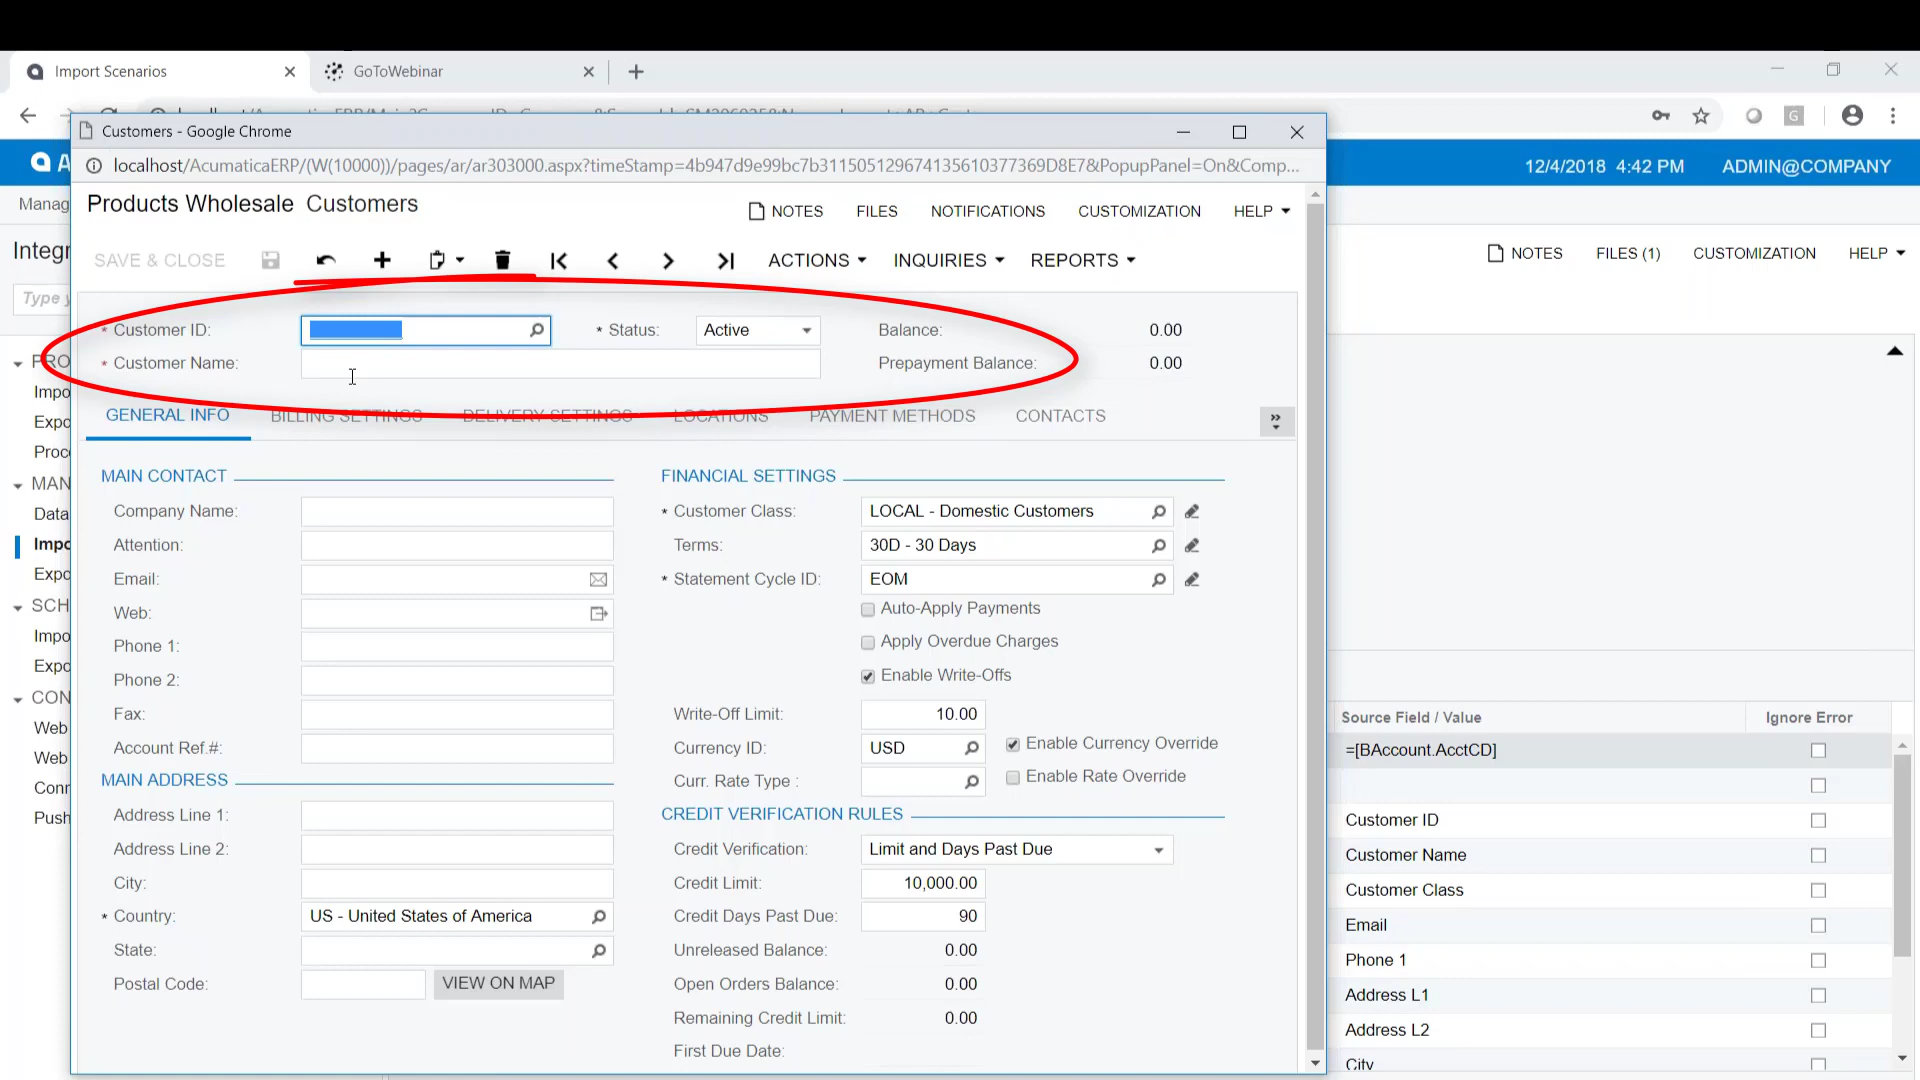 Import Scenarios
GoToWebinar
Customers - Google Chrome
localhost/AcumaticaERP/(W(10000))/pages/ar/ar303000.aspx?timeStamp=4b947d9e99bc7b3115051296741356103​77369D8E7&PopupPanel=On&Comp...
12/4/2018 4:42 PM
ADMIN@COMPANY
Manag
Products Wholesale Customers
NOTES FILES NOTIFICATIONS CUSTOMIZATION HELP
Integr
NOTES FILES (1) CUSTOMIZATION HELP
SAVE & CLOSE ACTIONS INQUIRIES REPORTS
Type y
* Customer ID: * Status: Active Balance: 0.00
* Customer Name: Prepayment Balance: 0.00
GENERAL INFO BILLING SETTINGS DELIVERY SETTINGS LOCATIONS PAYMENT METHODS CONTACTS
PRO
Impo
Expo
Proc
MAN
Data
Impo
Expo
SCH
Impo
Expo
CON
Web
Web
Conn
Push
MAIN CONTACT
Company Name:
Attention:
Email:
Web:
Phone 1:
Phone 2:
Fax:
Account Ref.#:
MAIN ADDRESS
Address Line 1:
Address Line 2:
City:
* Country: US - United States of America
State:
Postal Code: VIEW ON MAP
FINANCIAL SETTINGS
* Customer Class: LOCAL - Domestic Customers
Terms: 30D - 30 Days
* Statement Cycle ID: EOM
Auto-Apply Payments
Apply Overdue Charges
Enable Write-Offs
Write-Off Limit: 10.00
Currency ID: USD Enable Currency Override
Curr. Rate Type : Enable Rate Override
CREDIT VERIFICATION RULES
Credit Verification: Limit and Days Past Due
Credit Limit: 10,000.00
Credit Days Past Due: 90
Unreleased Balance: 0.00
Open Orders Balance: 0.00
Remaining Credit Limit: 0.00
First Due Date:
Source Field / Value Ignore Error
=[BAccount.AcctCD]
Customer ID
Customer Name
Customer Class
Email
Phone 1
Address L1
Address L2
City